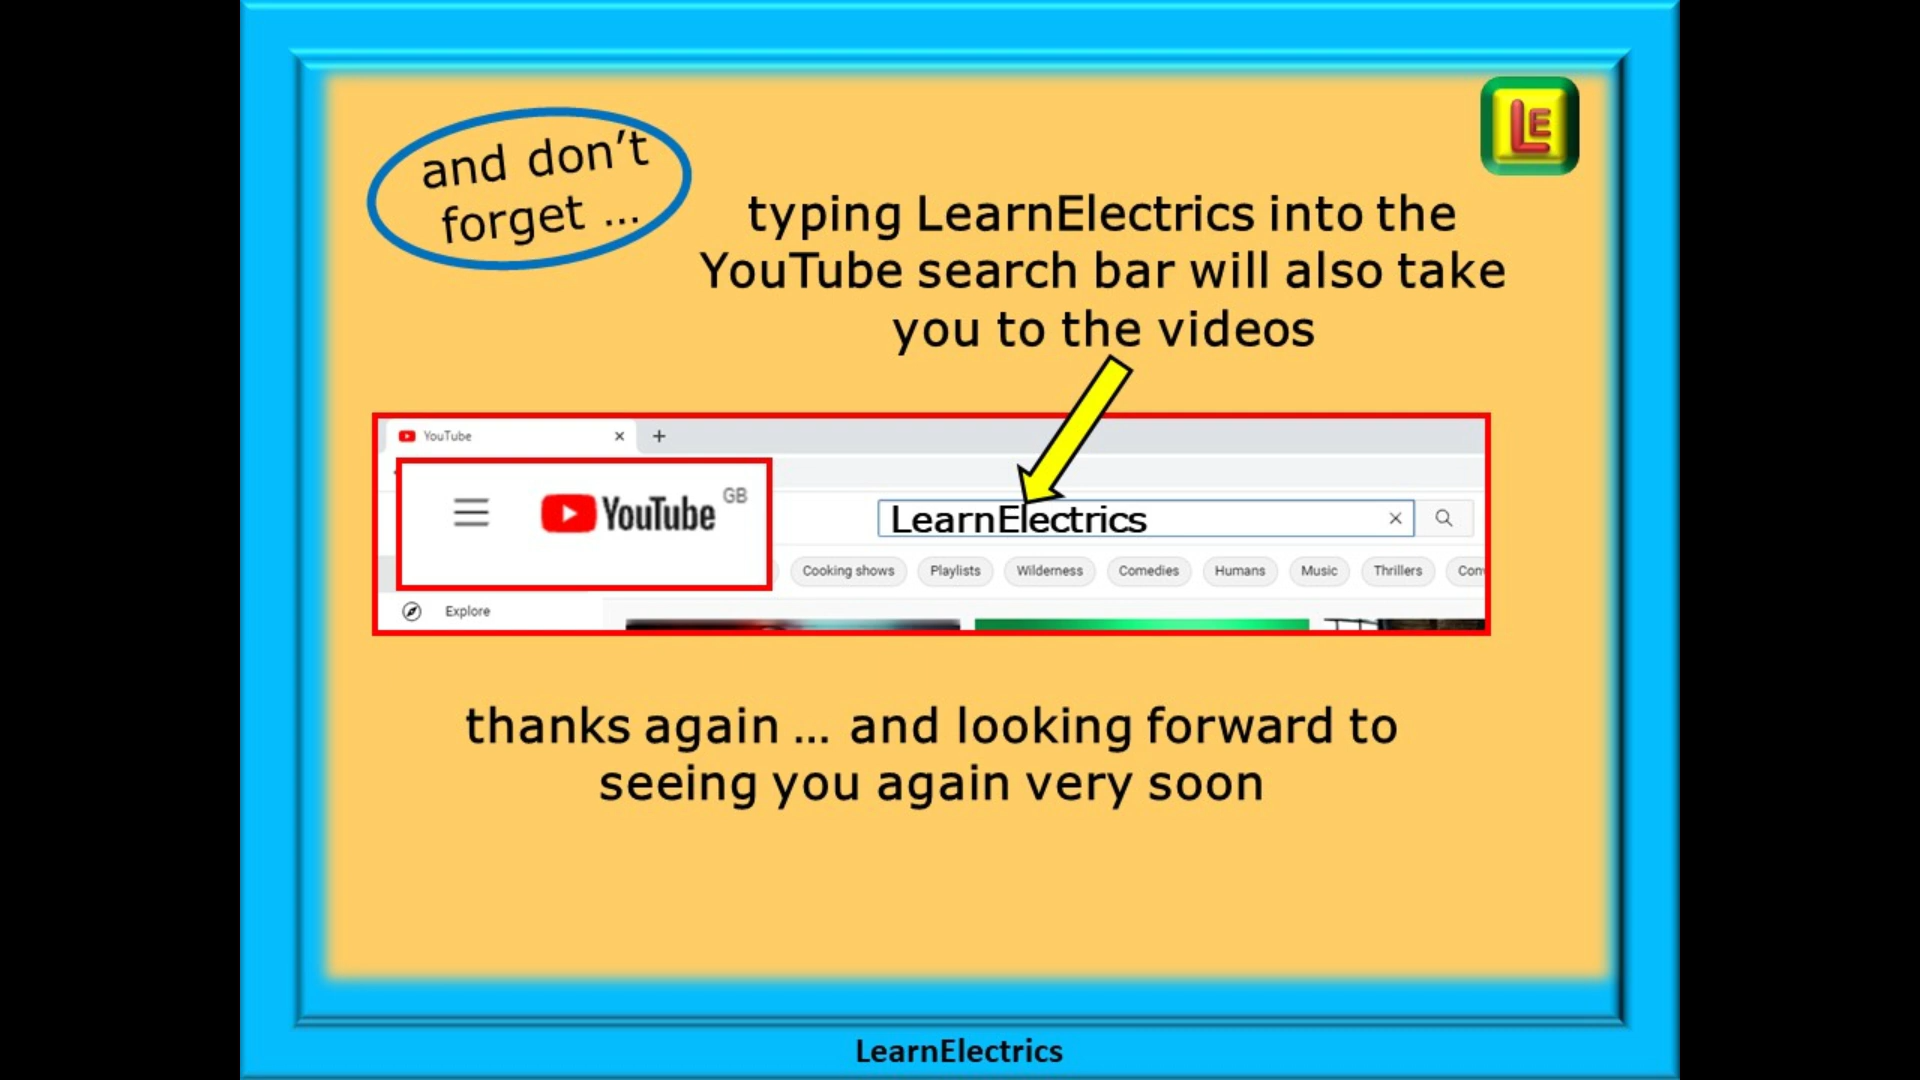 and don't
forget ...
LE
typing LearnElectrics into the
YouTube search bar will also take
you to the videos
YouTube
YouTube GB
LearnElectrics
Cooking shows Playlists Wilderness Comedies Humans Music Thrillers
Explore
thanks again ... and looking forward to
seeing you again very soon
LearnElectrics